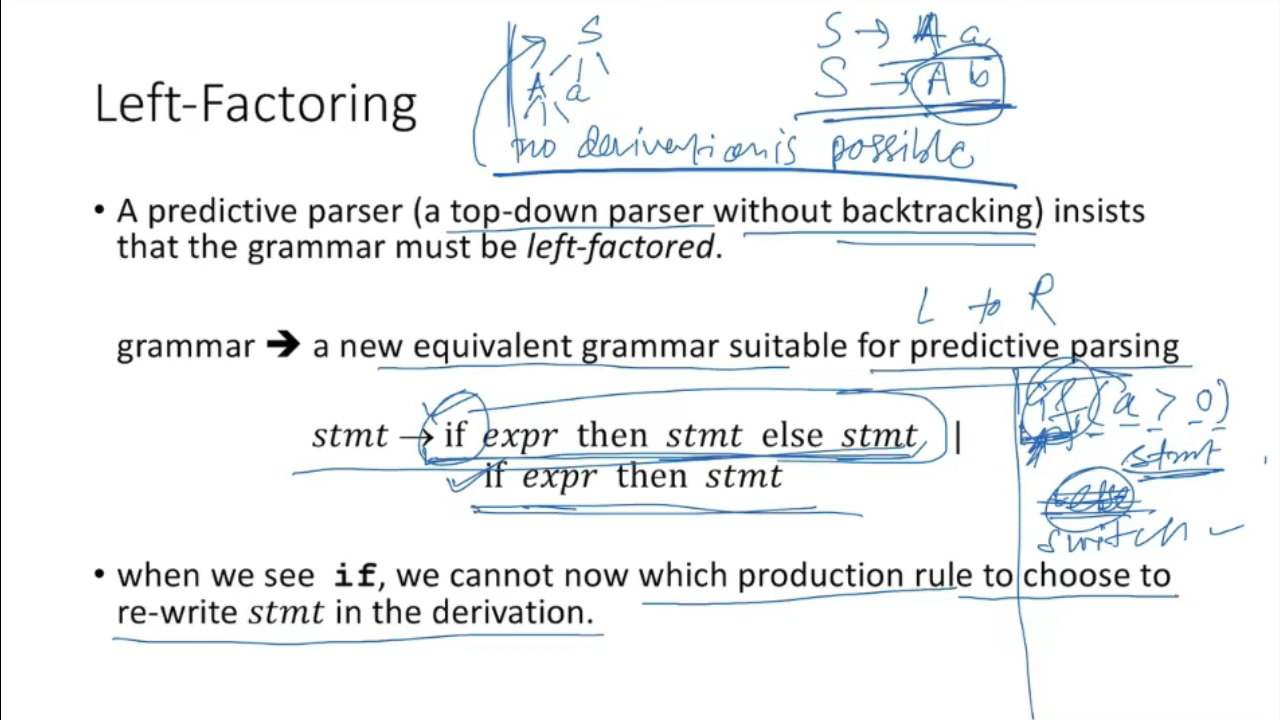 S
S → A a
A a
S → A b
Left-Factoring
no derivation is possible
• A predictive parser (a top-down parser without backtracking) insists
that the grammar must be left-factored.
L to R
grammar ➔ a new equivalent grammar suitable for predictive parsing
if (a > 0)
stmt → if expr then stmt else stmt |
stmt
if expr then stmt
else
switch
• when we see if, we cannot now which production rule to choose to
re-write stmt in the derivation.